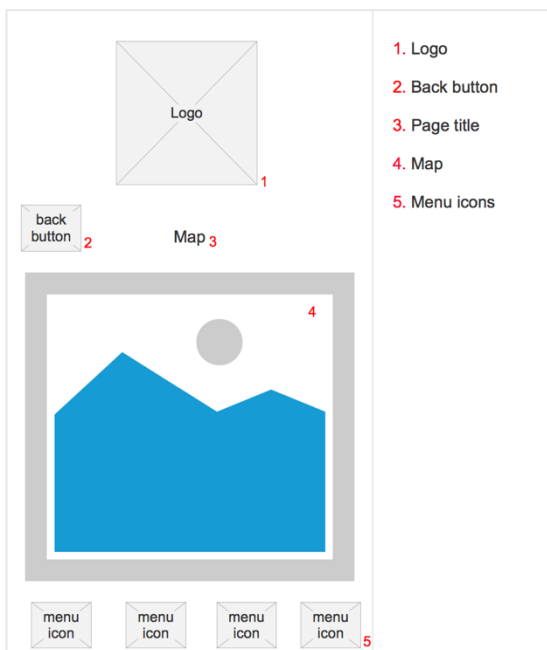 Logo
1
back
button
2
Map 3
4
menu
icon
menu
icon
menu
icon
menu
icon
5
1. Logo
2. Back button
3. Page title
4. Map
5. Menu icons